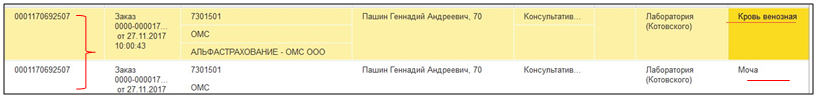 0001170692507 Заказ 7301501 Пашин Геннадий Андреевич, 70 Консультатив... Лаборатория Кровь венозная
0000-000017... ОМС (Котовского)
от 27.11.2017
10:00:43 АЛЬФАСТРАХОВАНИЕ - ОМС ООО
0001170692507 Заказ 7301501 Пашин Геннадий Андреевич, 70 Консультатив... Лаборатория Моча
0000-000017... (Котовского)
от 27.11.2017 ОМС